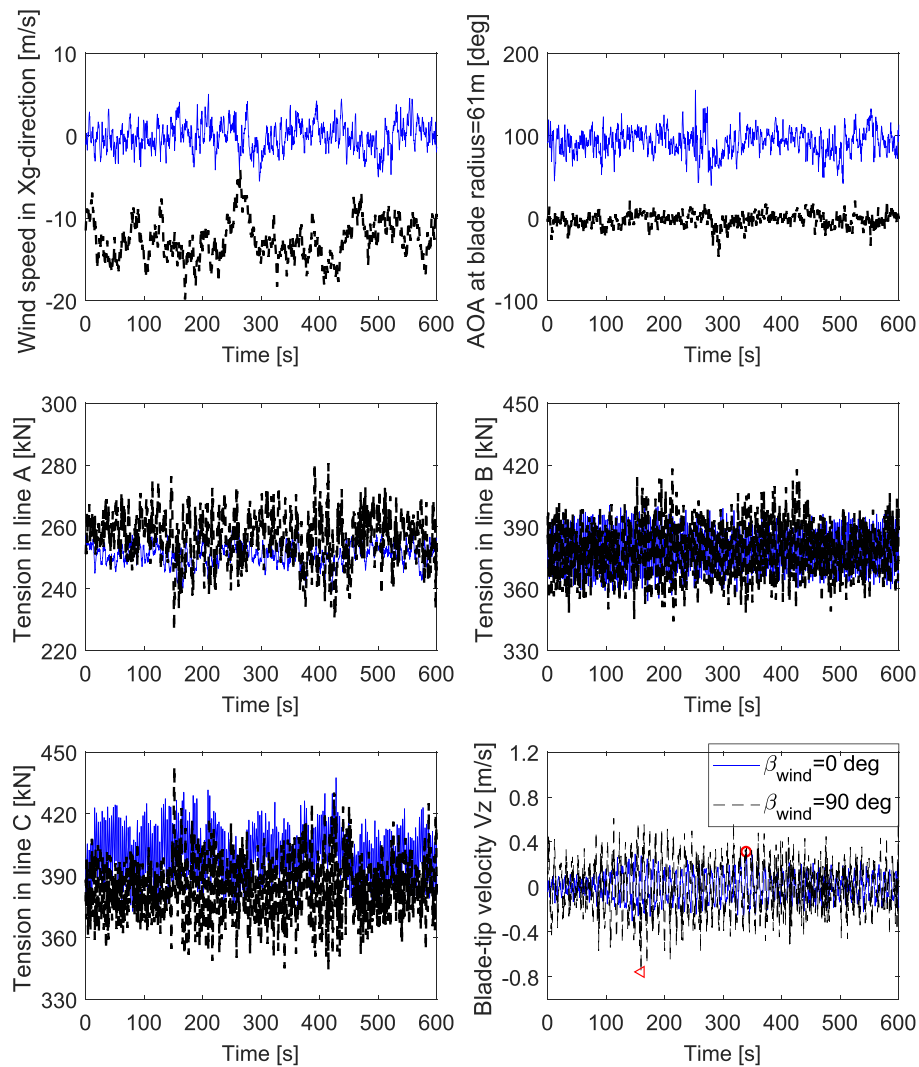 Wind speed in Xg-direction [m/s]
10
0
-10
-20
0 100 200 300 400 500 600
Time [s]
AOA at blade radius=61m [deg]
200
100
0
-100
0 100 200 300 400 500 600
Time [s]
Tension in line A [kN]
300
280
260
240
220
0 100 200 300 400 500 600
Time [s]
Tension in line B [kN]
450
420
390
360
330
0 100 200 300 400 500 600
Time [s]
Tension in line C [kN]
450
420
390
360
330
0 100 200 300 400 500 600
Time [s]
Blade-tip velocity Vz [m/s]
1.2
0.8
0.4
0
-0.4
-0.8
0 100 200 300 400 500 600
Time [s]
β_wind=0 deg
β_wind=90 deg